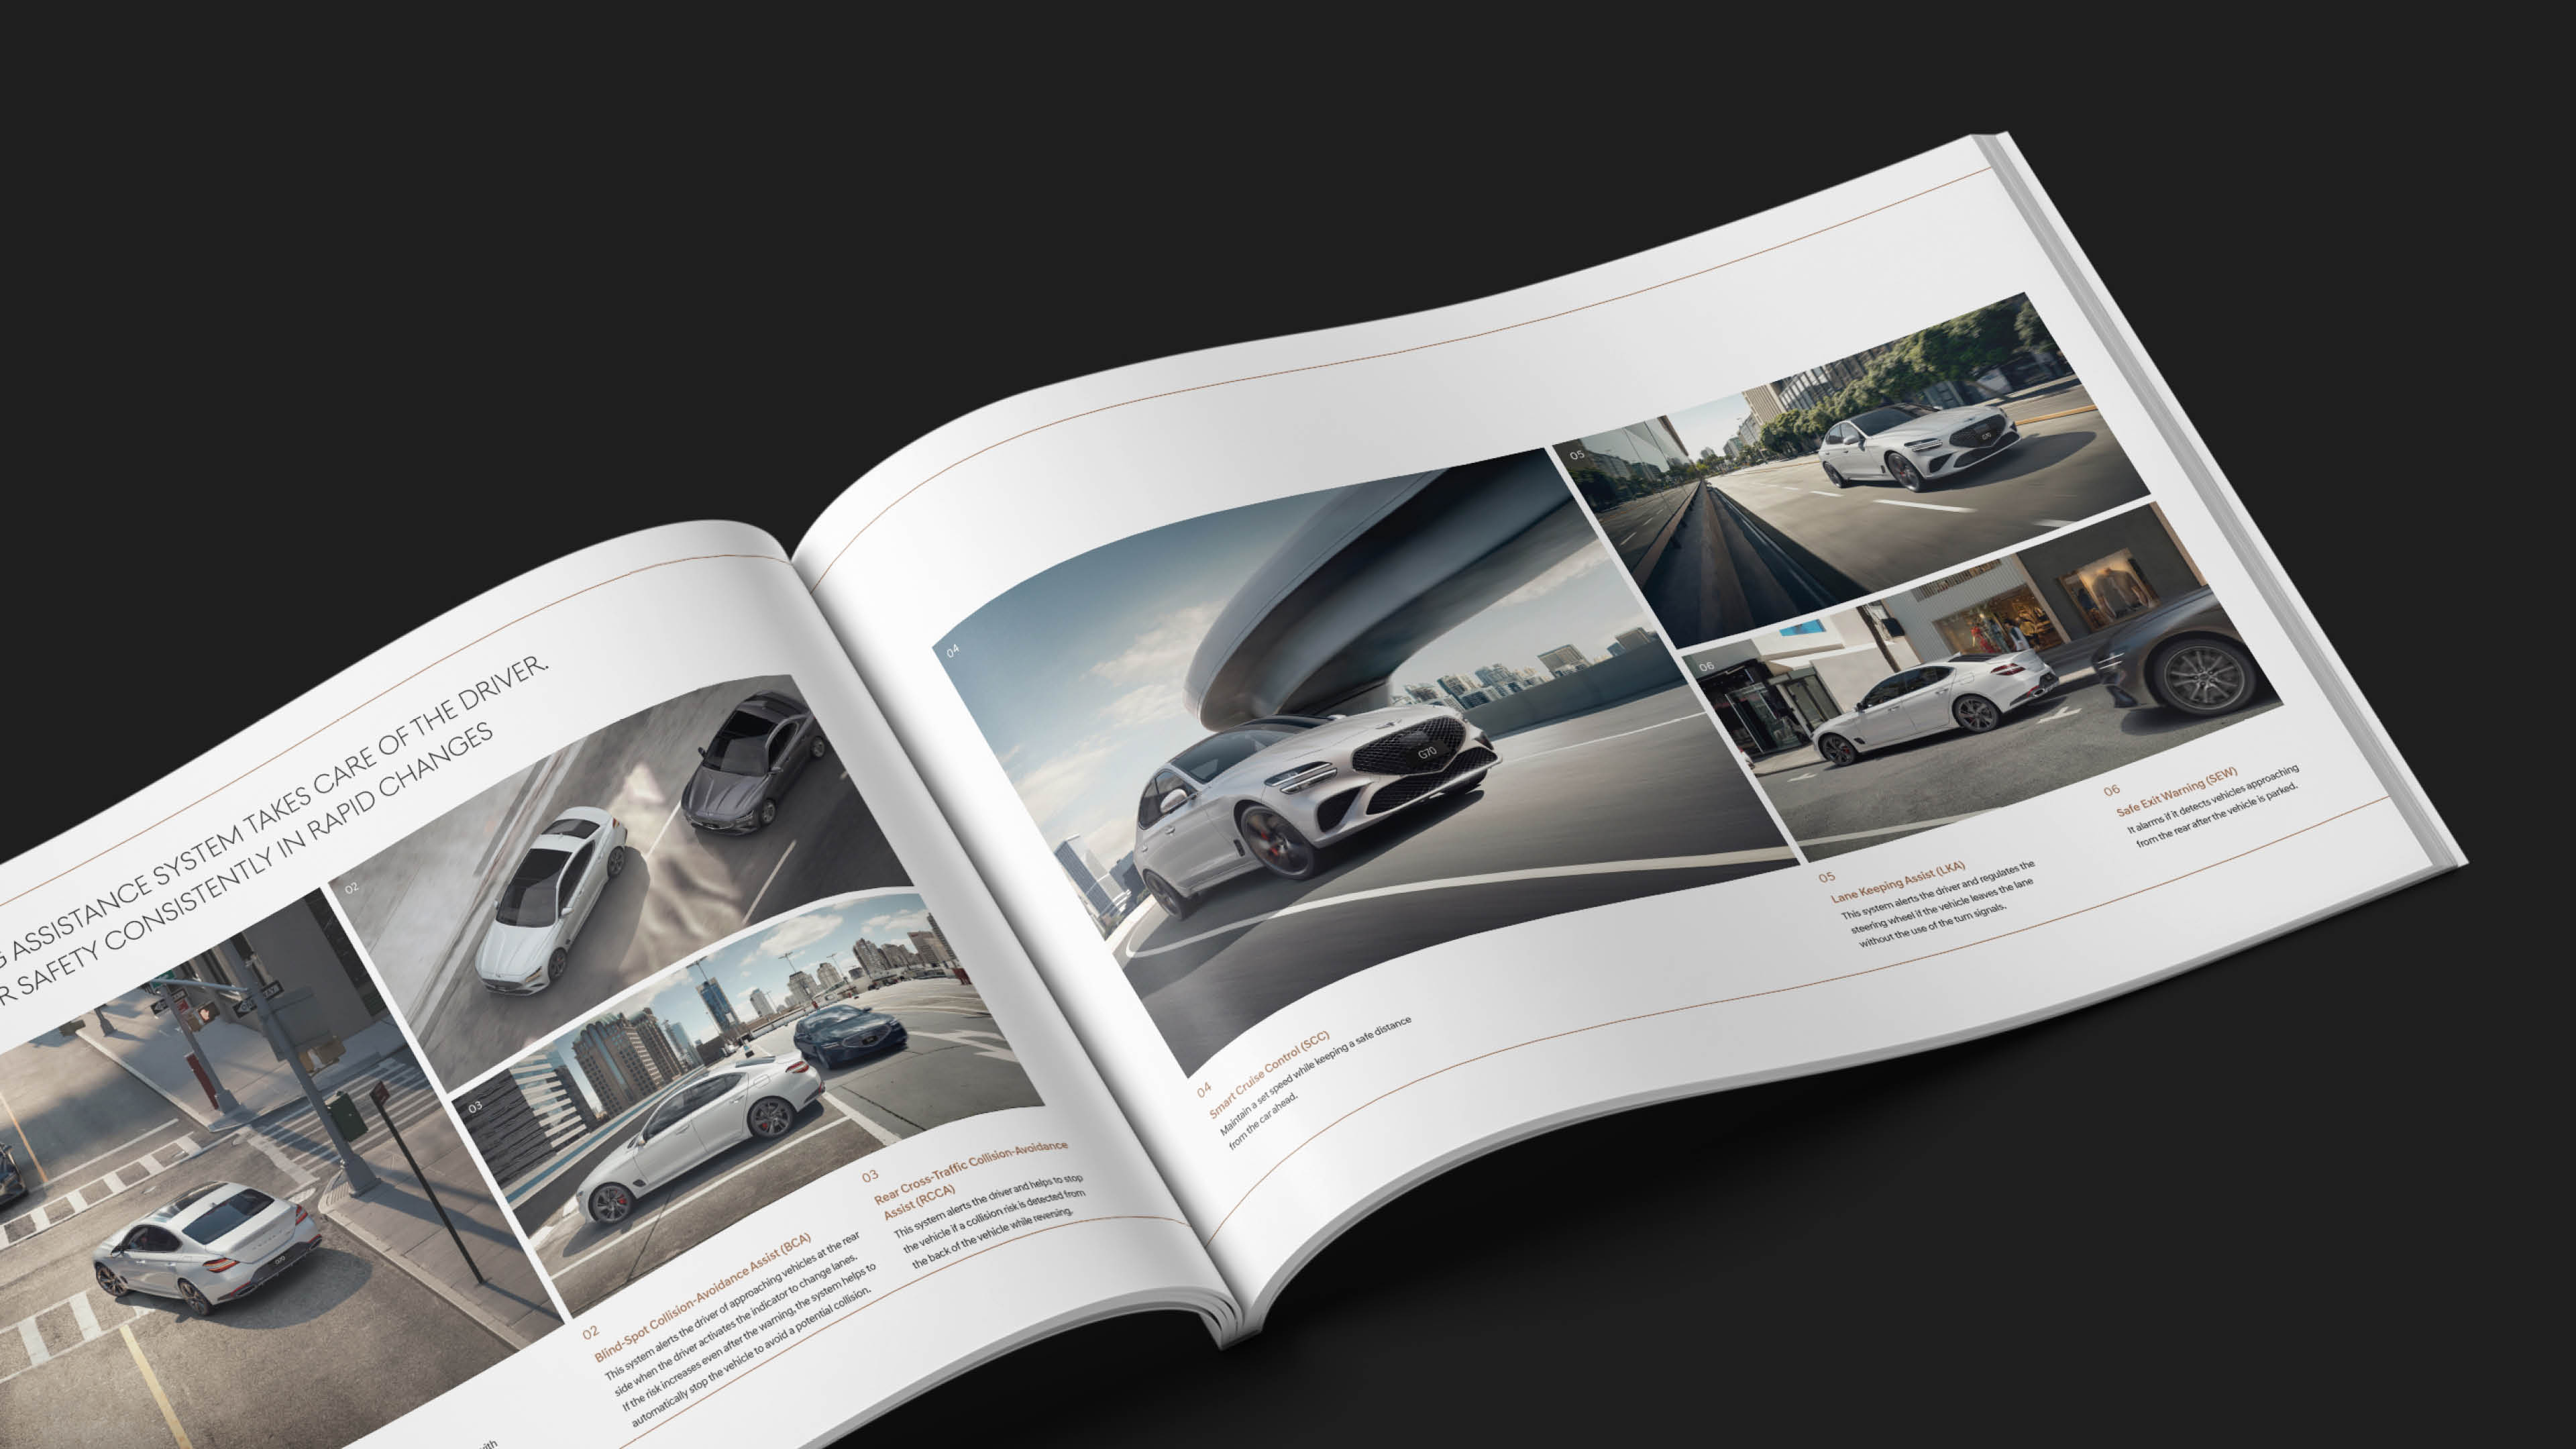 ASSISTANCE SYSTEM TAKES CARE OF THE DRIVER.
SAFETY CONSISTENTLY IN RAPID CHANGES
02
03
02
Blind-Spot Collision-Avoidance Assist (BCA)
This system alerts the driver of approaching vehicles at the rear
side when the driver activates the indicator to change lanes.
If the risk increases even after the warning, the system helps to
automatically stop the vehicle to avoid a potential collision.
03
Rear Cross-Traffic Collision-Avoidance
Assist (RCCA)
This system alerts the driver and helps to stop
the vehicle if a collision risk is detected from
the back of the vehicle while reversing.
04
G70
05
06
04
Smart Cruise Control (SCC)
Maintain a set speed while keeping a safe distance
from the car ahead.
05
Lane Keeping Assist (LKA)
This system alerts the driver and regulates the
steering wheel if the vehicle leaves the lane
without the use of the turn signals.
06
Safe Exit Warning (SEW)
It alarms if it detects vehicles approaching
from the rear after the vehicle is parked.